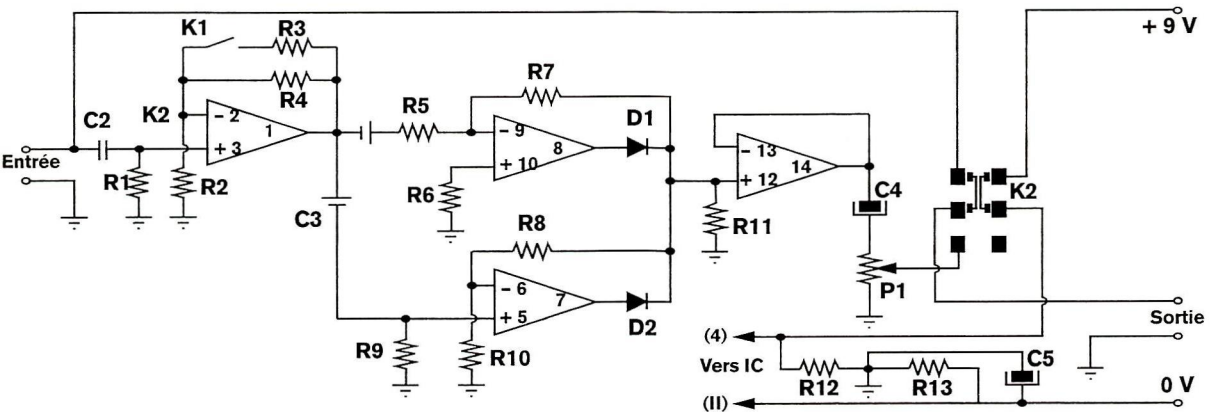 + 9 V
K1
R3
R4
R7
R5
D1
C2
K2
- 2
1
+ 3
- 9
8
+ 10
- 13
14
+ 12
Entrée
R1
R2
R6
C4
K2
C3
R11
R8
P1
- 6
7
+ 5
D2
Sortie
R9
R10
(4)
Vers IC
R12
R13
C5
(II)
0 V